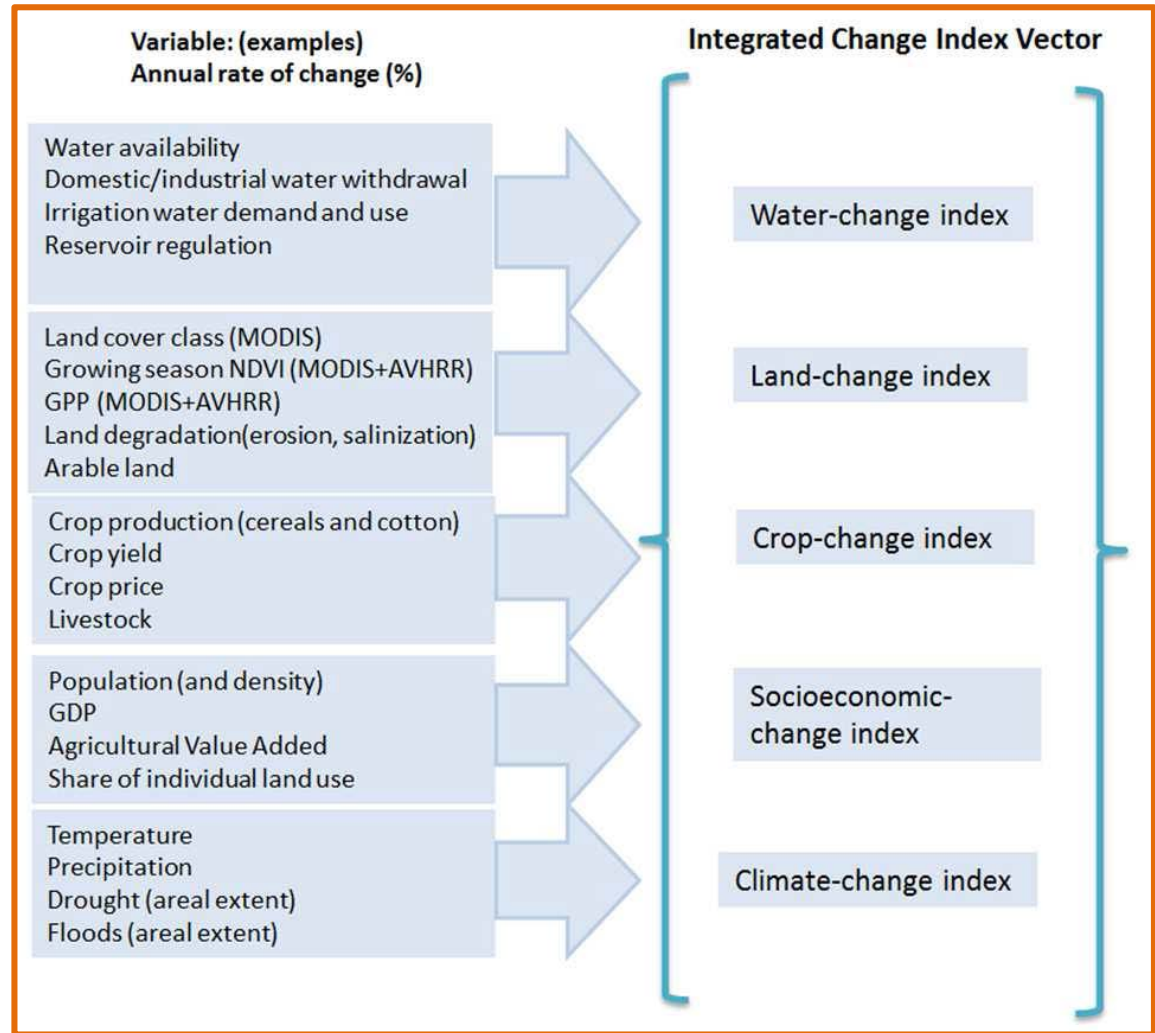 Variable: (examples)
Annual rate of change (%)
Integrated Change Index Vector
Water availability
Domestic/industrial water withdrawal
Irrigation water demand and use
Reservoir regulation
Water-change index
Land cover class (MODIS)
Growing season NDVI (MODIS+AVHRR)
GPP (MODIS+AVHRR)
Land degradation(erosion, salinization)
Arable land
Land-change index
Crop production (cereals and cotton)
Crop yield
Crop price
Livestock
Crop-change index
Population (and density)
GDP
Agricultural Value Added
Share of individual land use
Socioeconomic-
change index
Temperature
Precipitation
Drought (areal extent)
Floods (areal extent)
Climate-change index